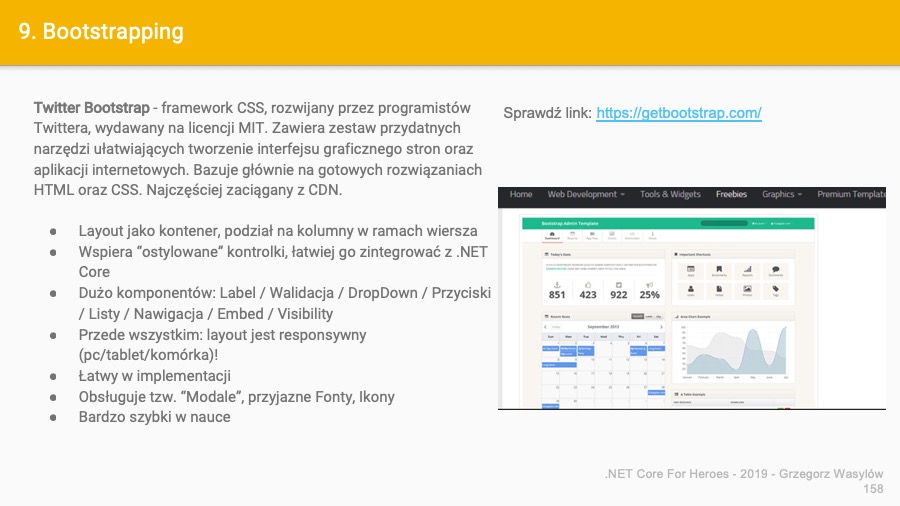 9. Bootstrapping
Twitter Bootstrap - framework CSS, rozwijany przez programistów
Twittera, wydawany na licencji MIT. Zawiera zestaw przydatnych
narzędzi ułatwiających tworzenie interfejsu graficznego stron oraz
aplikacji internetowych. Bazuje głównie na gotowych rozwiązaniach
HTML oraz CSS. Najczęściej zaciągany z CDN.
● Layout jako kontener, podział na kolumny w ramach wiersza
● Wspiera “ostylowane” kontrolki, łatwiej go zintegrować z .NET
Core
● Dużo komponentów: Label / Walidacja / DropDown / Przyciski
/ Listy / Nawigacja / Embed / Visibility
● Przede wszystkim: layout jest responsywny
(pc/tablet/komórka)!
● Łatwy w implementacji
● Obsługuje tzw. “Modale”, przyjazne Fonty, Ikony
● Bardzo szybki w nauce
Sprawdź link: https://getbootstrap.com/
Home Web Development Tools & Widgets Freebies Graphics Premium Template
Bootstrap Admin Template
Today's Stats
Important Shortcuts
851 423 922 25%
Recent News
Area Chart Example
September 2013
A Table Example
.NET Core For Heroes - 2019 - Grzegorz Wasylów
158